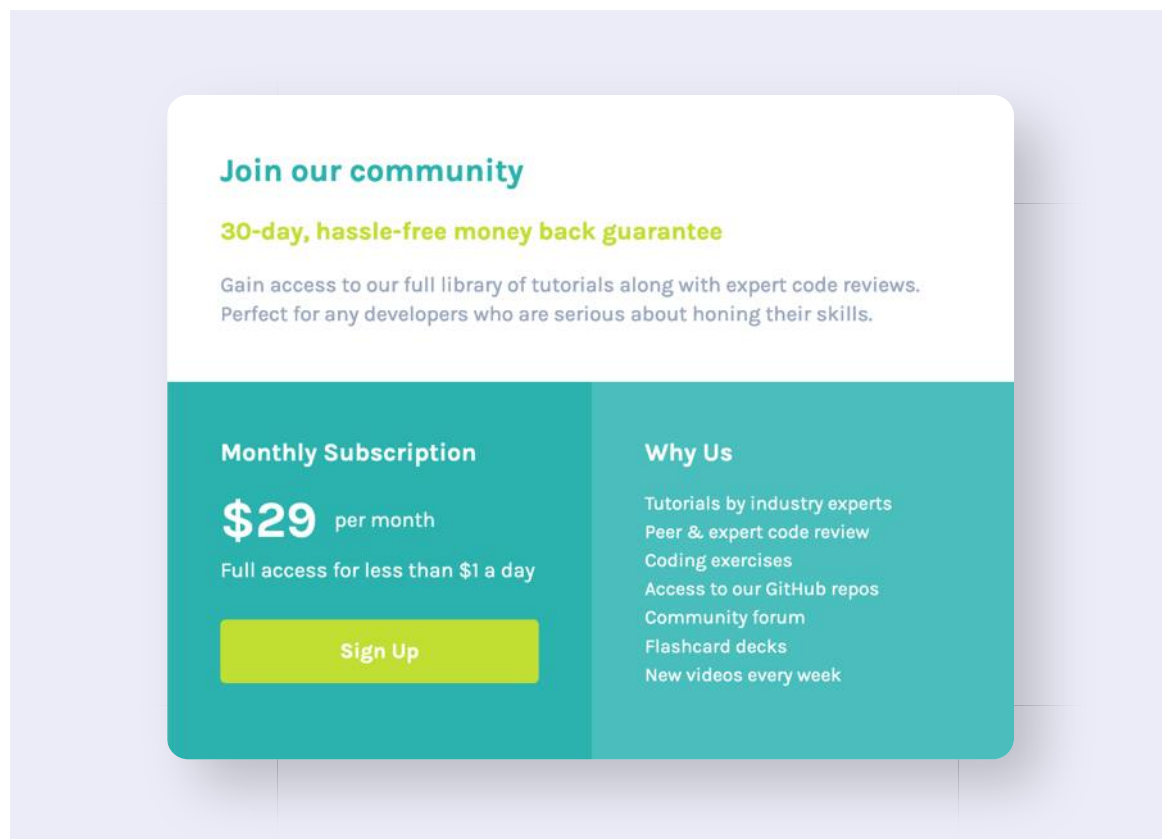 Join our community
30-day, hassle-free money back guarantee
Gain access to our full library of tutorials along with expert code reviews.
Perfect for any developers who are serious about honing their skills.
Monthly Subscription
$29 per month
Full access for less than $1 a day
Sign Up
Why Us
Tutorials by industry experts
Peer & expert code review
Coding exercises
Access to our GitHub repos
Community forum
Flashcard decks
New videos every week